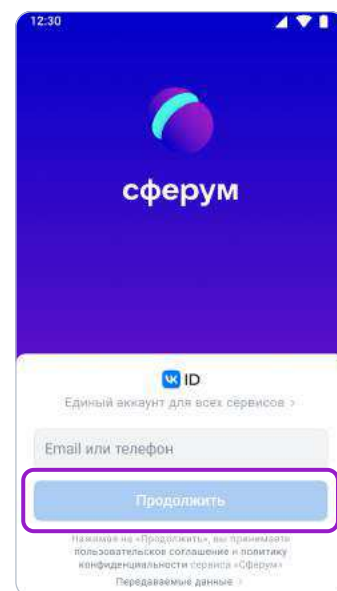 12:30
сферум
VK ID
Единый аккаунт для всех сервисов >
Email или телефон
Продолжить
Нажимая на «Продолжить», вы принимаете
пользовательское соглашение и политику
конфиденциальности сервиса «Сферум»
Передаваемые данные >